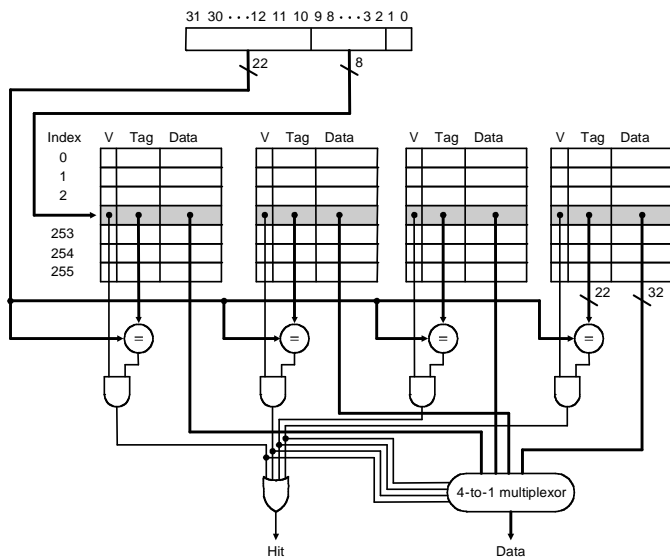 31 30 ··· 12 11 10 9 8 ··· 3 2 1 0
22 8
Index V Tag Data V Tag Data V Tag Data V Tag Data
0
1
2
253
254
255
22 32
= = = =
4-to-1 multiplexor
Hit Data